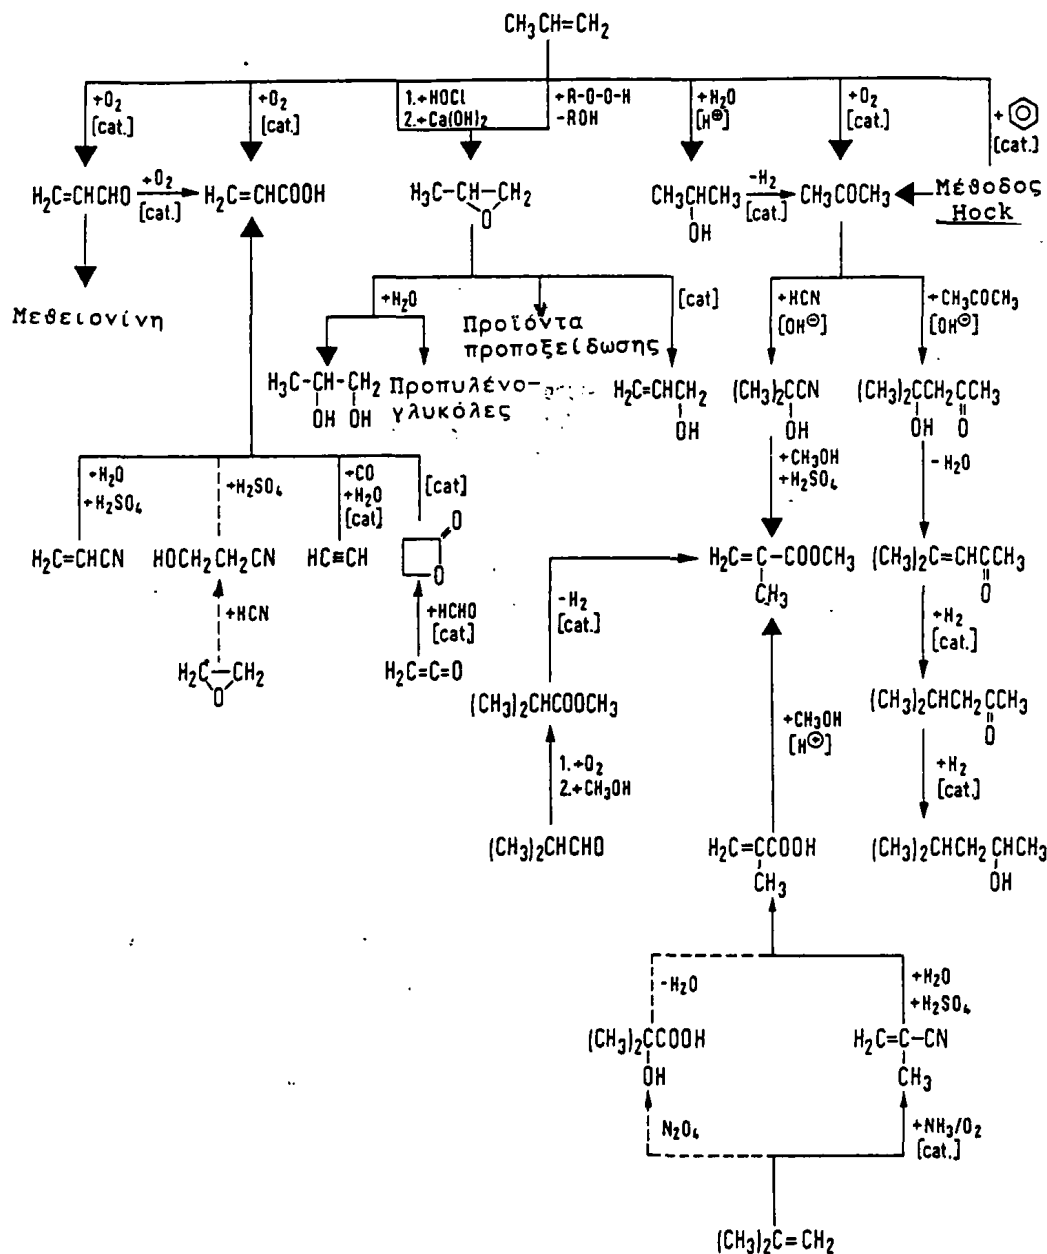 CH₃CH=CH₂
+O₂
[cat.]
+O₂
[cat.]
1.+HOCl
2.+Ca(OH)₂
+R-O-O-H
-ROH
+H₂O
[H⊕]
+O₂
[cat.]
+
[cat.]
H₂C=CHCHO
+O₂
[cat.]
H₂C=CHCOOH
H₃C-CH-CH₂
O
CH₃CHCH₃
OH
-H₂
[cat.]
CH₃COCH₃
Μέθοδος
Hock
Μεθειονίνη
+H₂O
Προϊόντα
προποξείδωσης
[cat]
+HCN
[OH⊖]
+CH₃COCH₃
[OH⊖]
H₃C-CH-CH₂
OH OH
Προπυλένο-
γλυκόλες
H₂C=CHCH₂
OH
(CH₃)₂CCN
OH
(CH₃)₂CCH₂CCH₃
OH O
+H₂O
+H₂SO₄
+H₂SO₄
+CO
+H₂O
[cat]
[cat]
+CH₃OH
+H₂SO₄
-H₂O
H₂C=CHCN
HOCH₂CH₂CN
HC≡CH
O
O
H₂C=C-COOCH₃
CH₃
(CH₃)₂C=CHCCH₃
O
+HCN
+HCHO
[cat]
-H₂
[cat.]
+H₂
[cat.]
H₂C-CH₂
O
H₂C=C=O
(CH₃)₂CHCOOCH₃
+CH₃OH
[H⊕]
(CH₃)₂CHCH₂CCH₃
O
1.+O₂
2.+CH₃OH
+H₂
[cat.]
(CH₃)₂CHCHO
H₂C=CCOOH
CH₃
(CH₃)₂CHCH₂CHCH₃
OH
-H₂O
+H₂O
+H₂SO₄
(CH₃)₂CCOOH
OH
H₂C=C-CN
CH₃
N₂O₄
+NH₃/O₂
[cat.]
(CH₃)₂C=CH₂